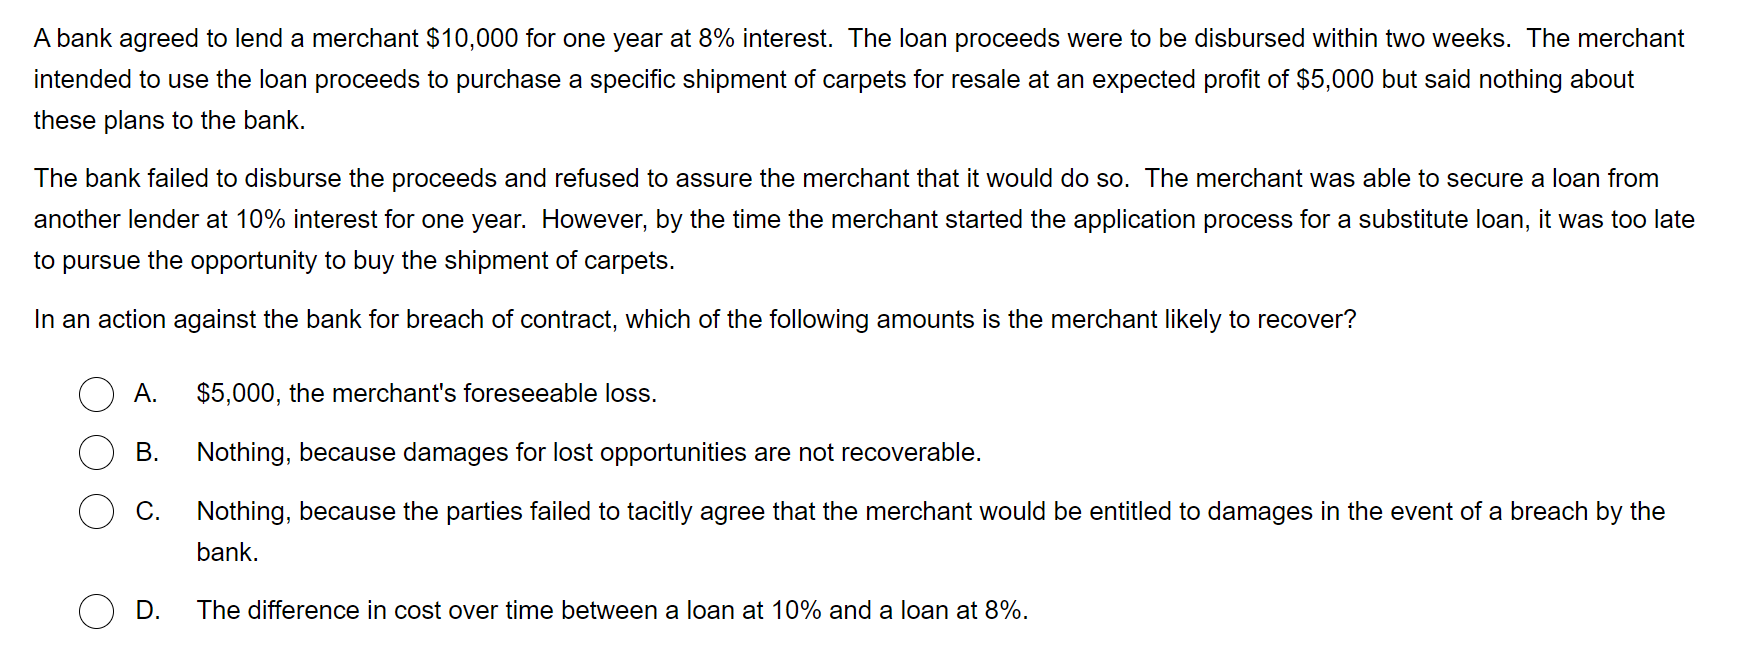 A bank agreed to lend a merchant $10,000 for one year at 8% interest.  The loan proceeds were to be disbursed within two weeks.  The merchant
intended to use the loan proceeds to purchase a specific shipment of carpets for resale at an expected profit of $5,000 but said nothing about
these plans to the bank.
The bank failed to disburse the proceeds and refused to assure the merchant that it would do so.  The merchant was able to secure a loan from
another lender at 10% interest for one year.  However, by the time the merchant started the application process for a substitute loan, it was too late
to pursue the opportunity to buy the shipment of carpets.
In an action against the bank for breach of contract, which of the following amounts is the merchant likely to recover?
A. $5,000, the merchant's foreseeable loss.
B. Nothing, because damages for lost opportunities are not recoverable.
C. Nothing, because the parties failed to tacitly agree that the merchant would be entitled to damages in the event of a breach by the
bank.
D. The difference in cost over time between a loan at 10% and a loan at 8%.